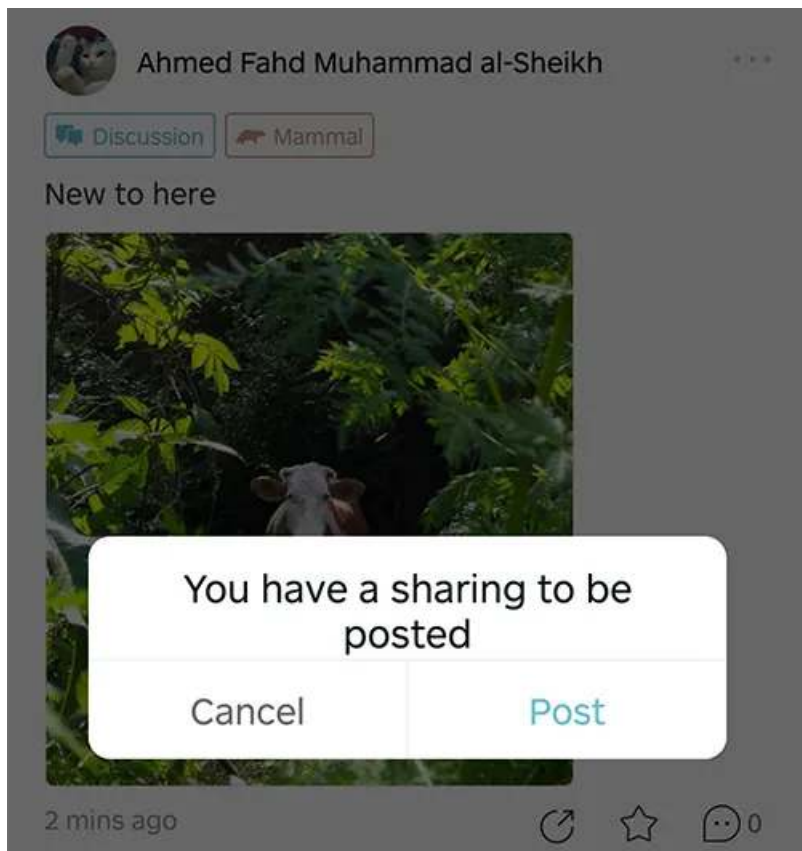 Ahmed Fahd Muhammad al-Sheikh
Discussion
Mammal
New to here
You have a sharing to be
posted
Cancel
Post
2 mins ago
0